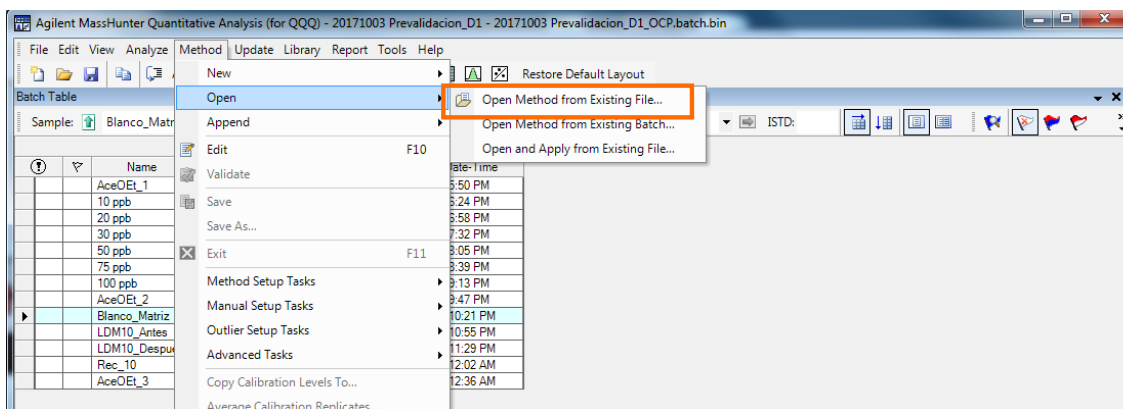 Agilent MassHunter Quantitative Analysis (for QQQ) - 20171003 Prevalidacion_D1 - 20171003 Prevalidacion_D1_OCP.batch.bin
File Edit View Analyze Method Update Library Report Tools Help
Restore Default Layout
Batch Table
Sample: Blanco_Matr
ISTD:
New
Open
Append
Edit F10
Validate
Save
Save As...
Exit F11
Method Setup Tasks
Manual Setup Tasks
Outlier Setup Tasks
Advanced Tasks
Copy Calibration Levels To...
Average Calibration Replicates...
Open Method from Existing File...
Open Method from Existing Batch...
Open and Apply from Existing File...
Name
AceOEt_1
10 ppb
20 ppb
30 ppb
50 ppb
75 ppb
100 ppb
AceOEt_2
Blanco_Matriz
LDM10_Antes
LDM10_Despu
Rec_10
AceOEt_3
Date-Time
5:50 PM
6:24 PM
6:58 PM
7:32 PM
8:05 PM
8:39 PM
9:13 PM
9:47 PM
10:21 PM
10:55 PM
11:29 PM
12:02 AM
12:36 AM